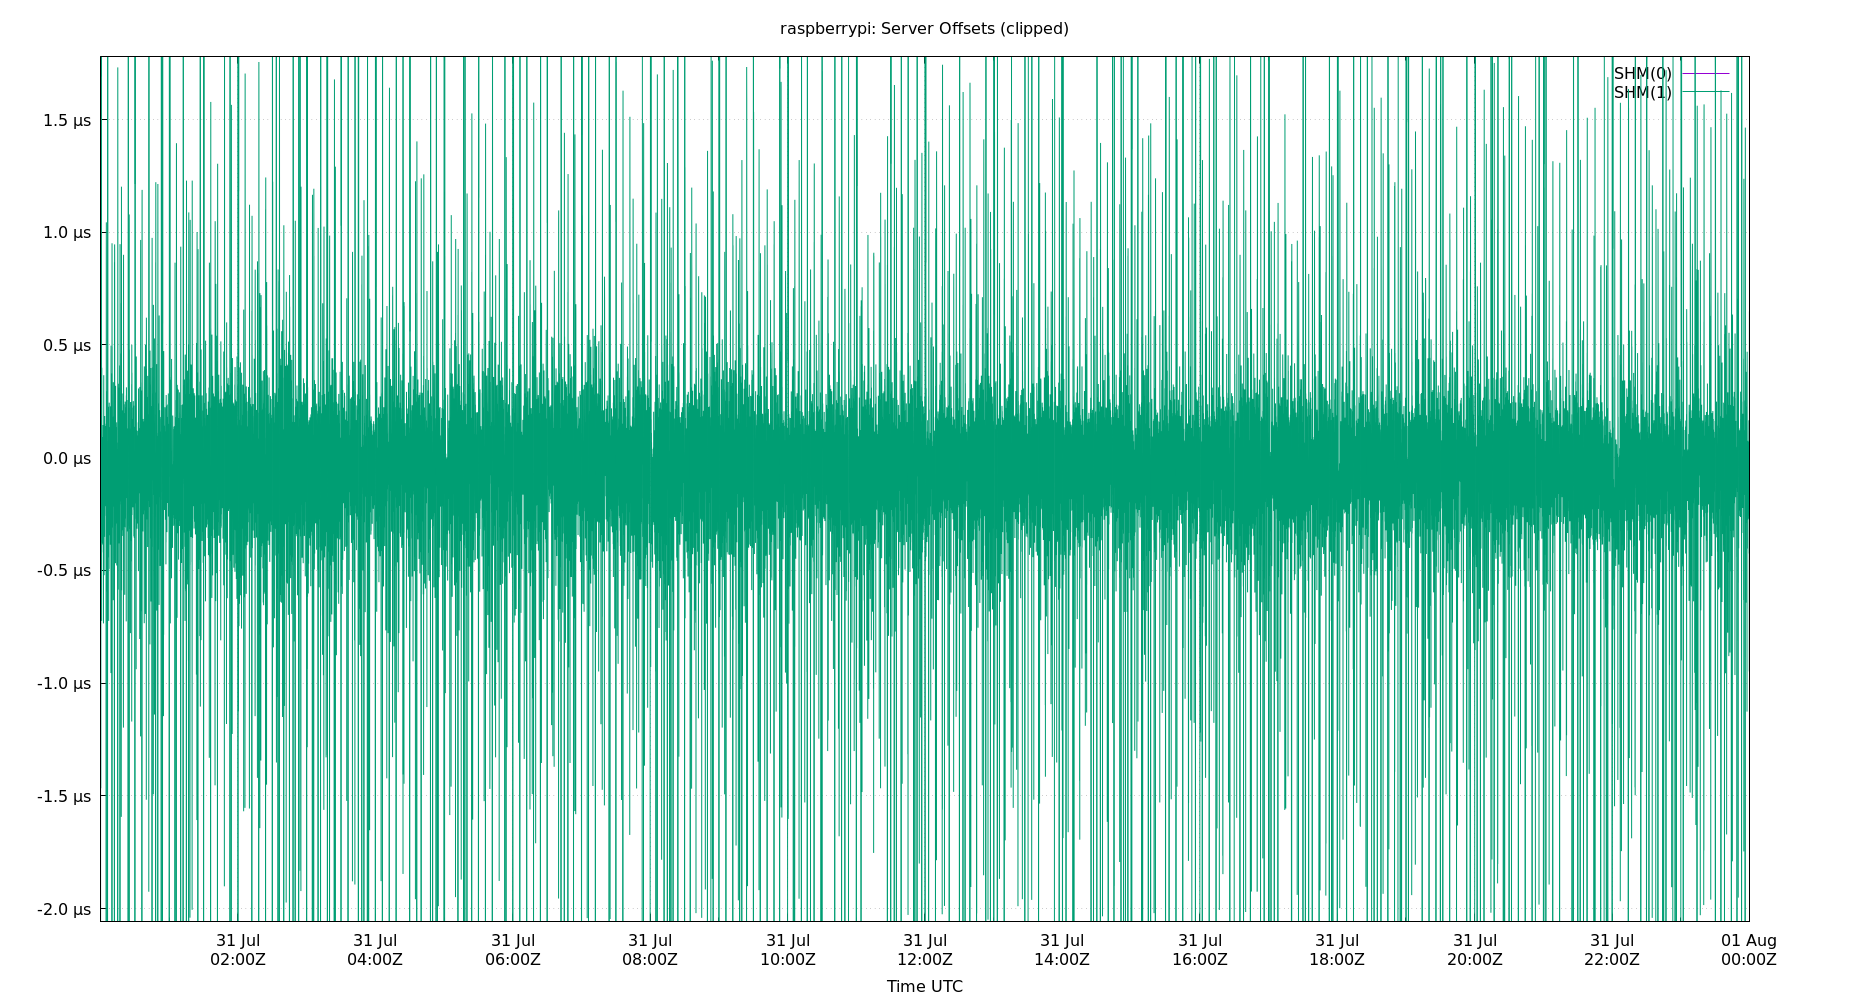 raspberrypi: Server Offsets (clipped)
SHM(0)
SHM(1)
1.5 µs
1.0 µs
0.5 µs
0.0 µs
-0.5 µs
-1.0 µs
-1.5 µs
-2.0 µs
31 Jul 31 Jul 31 Jul 31 Jul 31 Jul 31 Jul 31 Jul 31 Jul 31 Jul 31 Jul 31 Jul 01 Aug
02:00Z 04:00Z 06:00Z 08:00Z 10:00Z 12:00Z 14:00Z 16:00Z 18:00Z 20:00Z 22:00Z 00:00Z
Time UTC